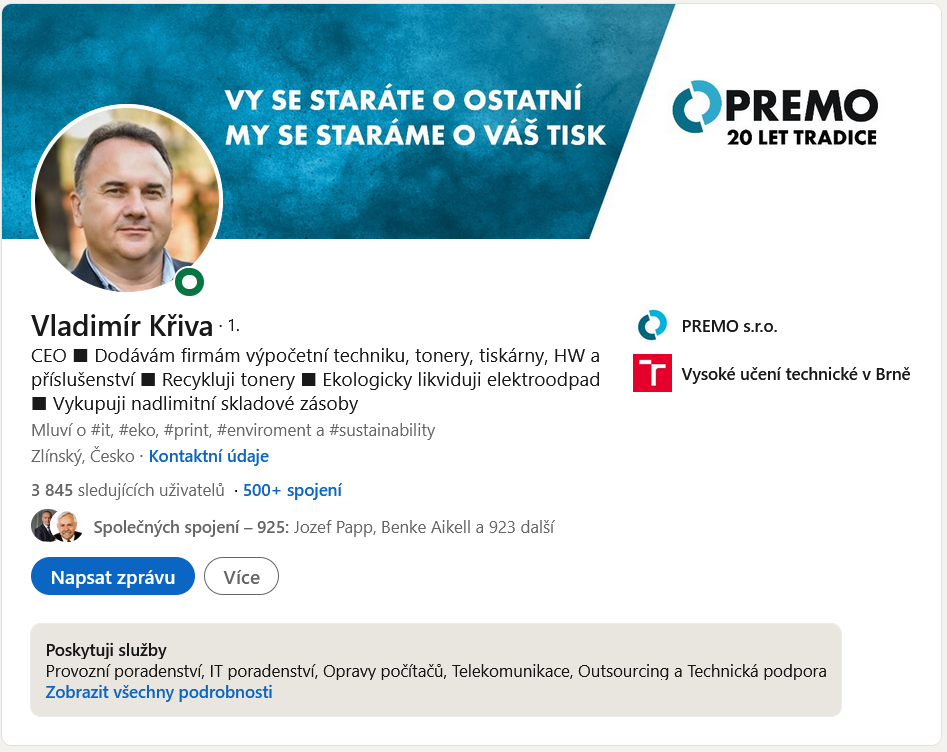 VY SE STARÁTE O OSTATNÍ
MY SE STARÁME O VÁŠ TISK
PREMO
20 LET TRADICE
Vladimír Křiva · 1.
CEO ■ Dodávám firmám výpočetní techniku, tonery, tiskárny, HW a
příslušenství ■ Recykluji tonery ■ Ekologicky likviduji elektroodpad
■ Vykupuji nadlimitní skladové zásoby
Mluví o #it, #eko, #print, #enviroment a #sustainability
Zlínský, Česko · Kontaktní údaje
3 845 sledujících uživatelů · 500+ spojení
Společných spojení – 925: Jozef Papp, Benke Aikell a 923 další
Napsat zprávu
Více
PREMO s.r.o.
Vysoké učení technické v Brně
Poskytuji služby
Provozní poradenství, IT poradenství, Opravy počítačů, Telekomunikace, Outsourcing a Technická podpora
Zobrazit všechny podrobnosti